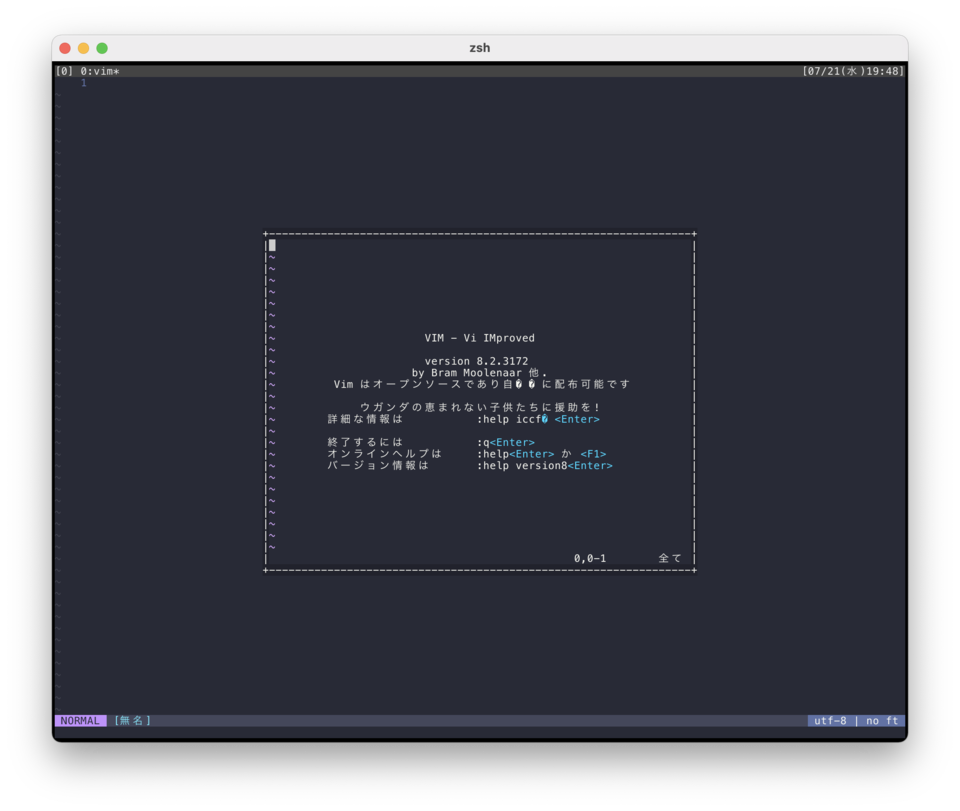 zsh
[0] 0:vim* [07/21(水)19:48]
1
VIM - Vi IMproved
version 8.2.3172
by Bram Moolenaar 他.
Vim はオープンソースであり自� �に配布可能です
ウガンダの恵まれない子供たちに援助を!
詳細な情報は :help iccf� <Enter>
終了するには :q<Enter>
オンラインヘルプは :help<Enter> か <F1>
バージョン情報は :help version8<Enter>
0,0-1 全て
NORMAL [無名] utf-8 | no ft